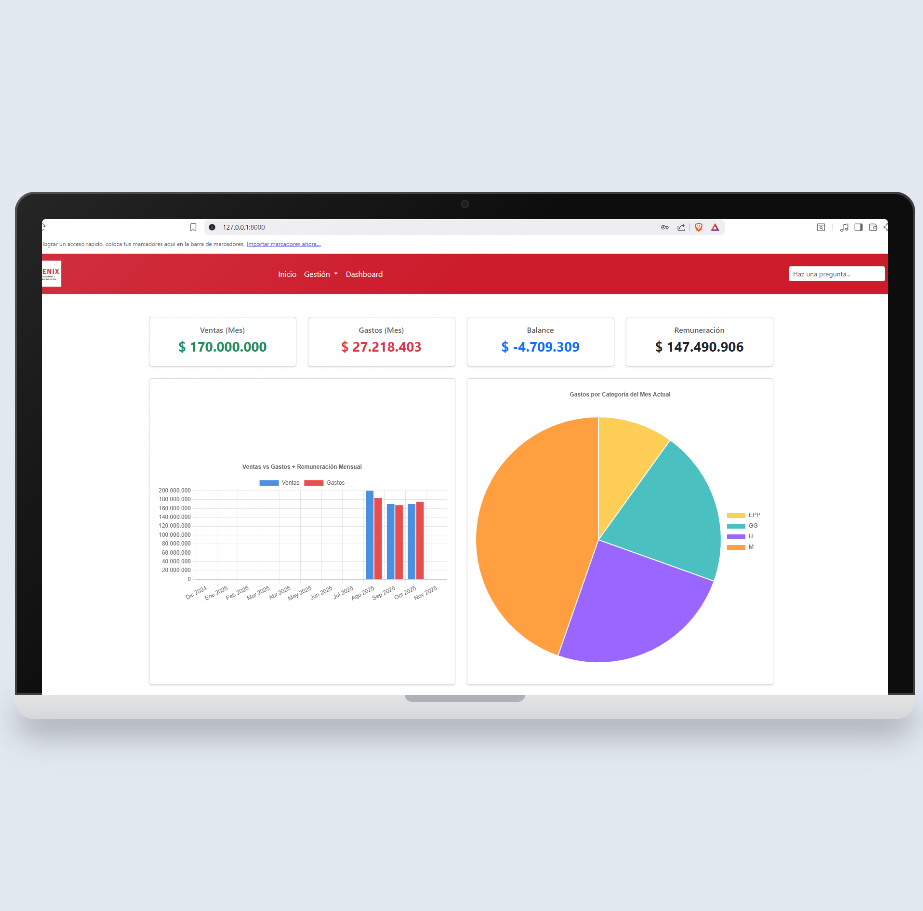 127.0.0.1:8000
lograr un acceso rápido, coloca tus marcadores aquí en la barra de marcadores. Importar marcadores ahora...
ENIX
Inicio Gestión Dashboard
Haz una pregunta...
Ventas (Mes)
$ 170.000.000
Gastos (Mes)
$ 27.218.403
Balance
$ -4.709.309
Remuneración
$ 147.490.906
Ventas vs Gastos + Remuneración Mensual
Ventas Gastos
200.000.000
180.000.000
160.000.000
140.000.000
120.000.000
100.000.000
80.000.000
60.000.000
40.000.000
20.000.000
0
Dic 2024
Ene 2025
Feb 2025
Mar 2025
Abr 2025
May 2025
Jun 2025
Jul 2025
Ago 2025
Sep 2025
Oct 2025
Nov 2025
Gastos por Categoría del Mes Actual
EPP
GG
H
M